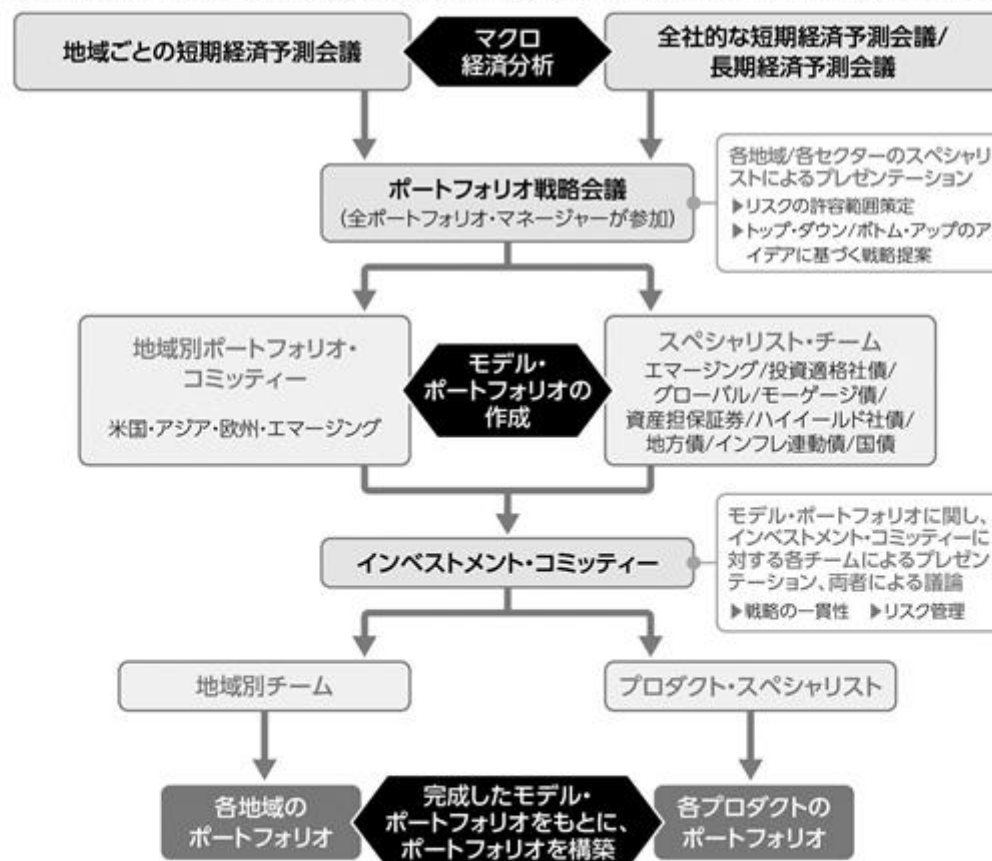 地域ごとの短期経済予測会議
マクロ
経済分析
全社的な短期経済予測会議/
長期経済予測会議
ポートフォリオ戦略会議
(全ポートフォリオ・マネージャーが参加)
各地域/各セクターのスペシャリ
ストによるプレゼンテーション
▶リスクの許容範囲策定
▶トップ・ダウン/ボトム・アップのア
イデアに基づく戦略提案
地域別ポートフォリオ・
コミッティー
米国・アジア・欧州・エマージング
モデル・
ポートフォリオの
作成
スペシャリスト・チーム
エマージング/投資適格社債/
グローバル/モーゲージ債/
資産担保証券/ハイイールド社債/
地方債/インフレ連動債/国債
インベストメント・コミッティー
モデル・ポートフォリオに関し、
インベストメント・コミッティーに
対する各チームによるプレゼン
テーション、両者による議論
▶戦略の一貫性 ▶リスク管理
地域別チーム
プロダクト・スペシャリスト
各地域の
ポートフォリオ
完成したモデル・
ポートフォリオをもとに、
ポートフォリオを構築
各プロダクトの
ポートフォリオ